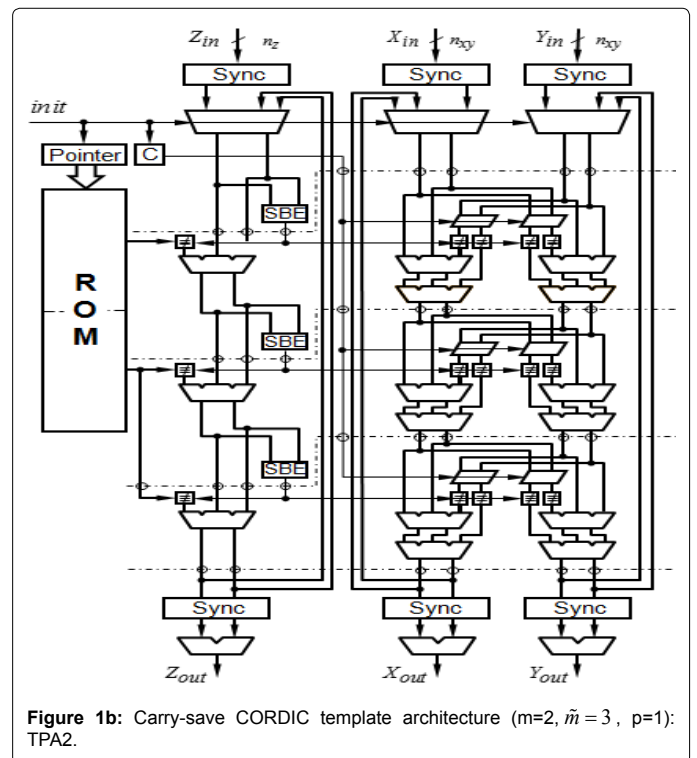 Z_in n_z X_in n_xy Y_in n_xy
Sync Sync Sync
init
Pointer C
SBE
≠ ≠ ≠ ≠ ≠
ROM
SBE
≠ ≠ ≠ ≠ ≠
SBE
≠ ≠ ≠ ≠ ≠
Sync Sync Sync
Z_out X_out Y_out
Figure 1b: Carry-save CORDIC template architecture (m=2, m̃ = 3 , p=1):
TPA2.